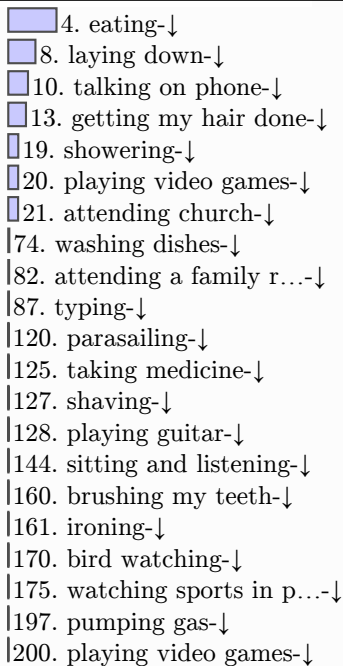 4. eating-↓
8. laying down-↓
10. talking on phone-↓
13. getting my hair done-↓
19. showering-↓
20. playing video games-↓
21. attending church-↓
74. washing dishes-↓
82. attending a family r...-↓
87. typing-↓
120. parasailing-↓
125. taking medicine-↓
127. shaving-↓
128. playing guitar-↓
144. sitting and listening-↓
160. brushing my teeth-↓
161. ironing-↓
170. bird watching-↓
175. watching sports in p...-↓
197. pumping gas-↓
200. playing video games-↓